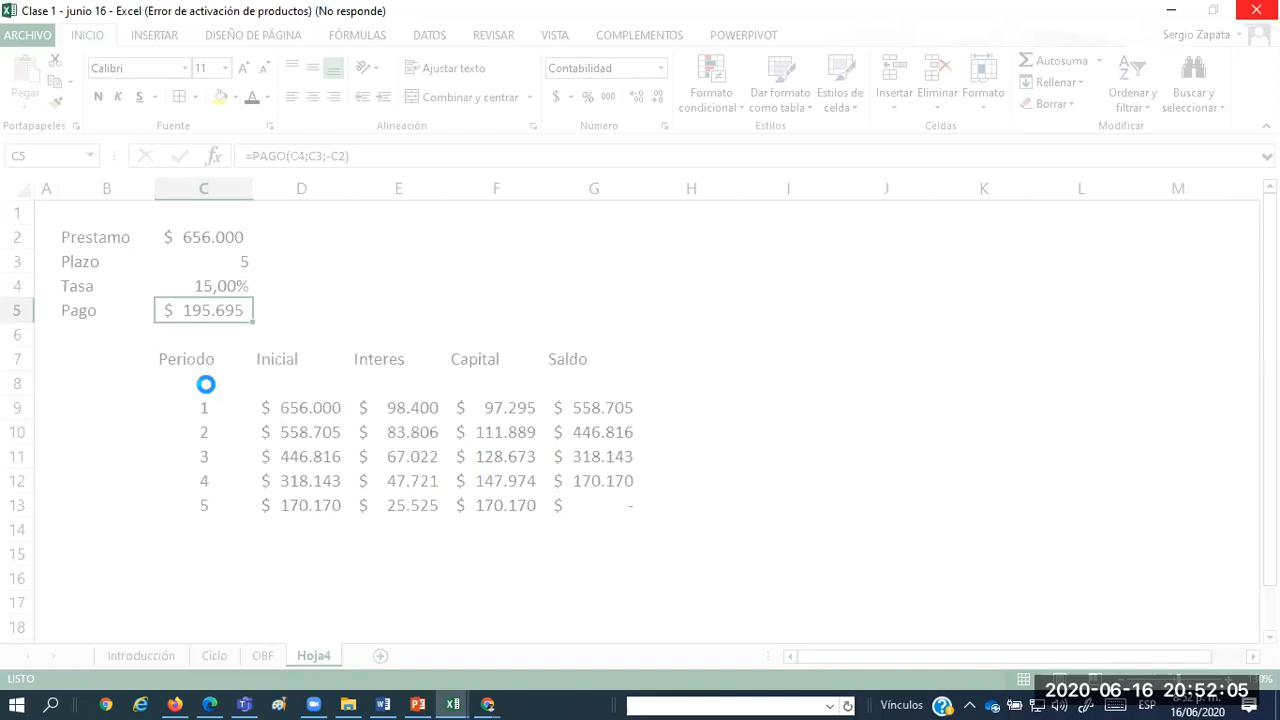 Clase 1 - junio 16 - Excel (Error de activación de productos) (No responde)
ARCHIVO INICIO INSERTAR DISEÑO DE PÁGINA FÓRMULAS DATOS REVISAR VISTA COMPLEMENTOS POWERPIVOT Sergio Zapata
Pegar
Calibri 11
N K S A
Ajustar texto
Combinar y centrar
Contabilidad
$ % 000
Formato condicional
Dar formato como tabla
Estilos de celda
Insertar Eliminar Formato
Autosuma
Rellenar
Borrar
Ordenar y filtrar
Buscar y seleccionar
Portapapeles Fuente Alineación Número Estilos Celdas Modificar
C5 fx =PAGO(C4;C3;-C2)
A B C D E F G H I J K L M
1
2 Prestamo $ 656.000
3 Plazo 5
4 Tasa 15,00%
5 Pago $ 195.695
6
7 Periodo Inicial Interes Capital Saldo
8
9 1 $ 656.000 $ 98.400 $ 97.295 $ 558.705
10 2 $ 558.705 $ 83.806 $ 111.889 $ 446.816
11 3 $ 446.816 $ 67.022 $ 128.673 $ 318.143
12 4 $ 318.143 $ 47.721 $ 147.974 $ 170.170
13 5 $ 170.170 $ 25.525 $ 170.170 $ -
14
15
16
17
18
Introducción Ciclo OBF Hoja4
LISTO
2020-06-16 20:52:05
Vínculos ESP 16/06/2020